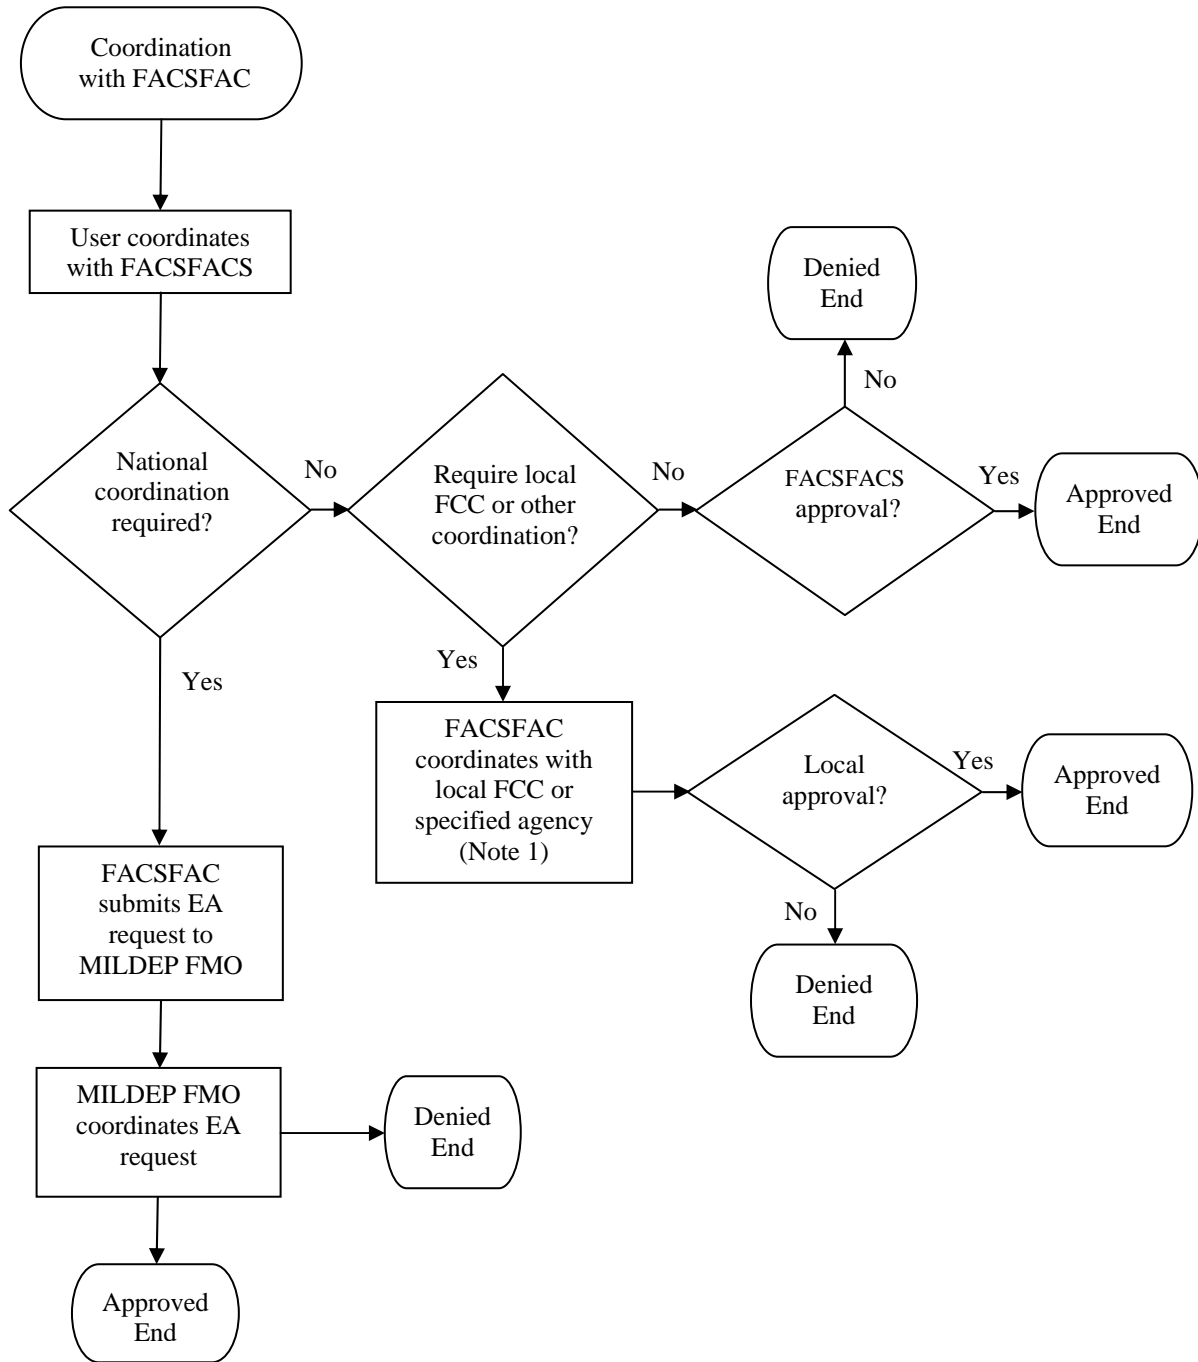 Coordination
with FACSFAC
User coordinates
with FACSFACS
Denied
End
No
National
coordination
required?
No
Require local
FCC or other
coordination?
No
FACSFACS
approval?
Yes
Approved
End
Yes
Yes
FACSFAC
coordinates with
local FCC or
specified agency
(Note 1)
Local
approval?
Yes
Approved
End
No
Denied
End
FACSFAC
submits EA
request to
MILDEP FMO
MILDEP FMO
coordinates EA
request
Denied
End
Approved
End